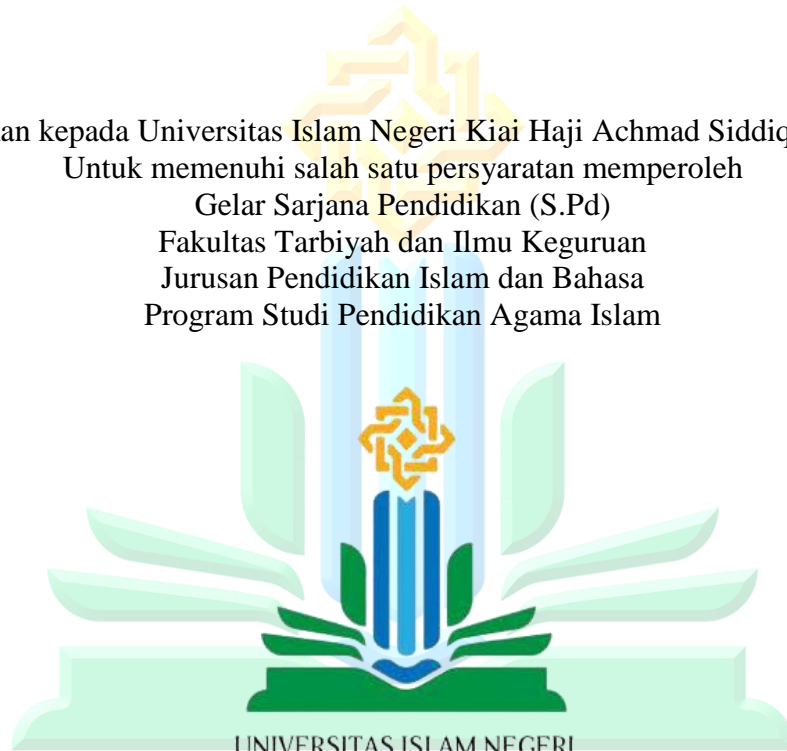 an kepada Universitas Islam Negeri Kiai Haji Achmad Siddiq
Untuk memenuhi salah satu persyaratan memperoleh
Gelar Sarjana Pendidikan (S.Pd)
Fakultas Tarbiyah dan Ilmu Keguruan
Jurusan Pendidikan Islam dan Bahasa
Program Studi Pendidikan Agama Islam
UNIVERSITAS ISLAM NEGERI